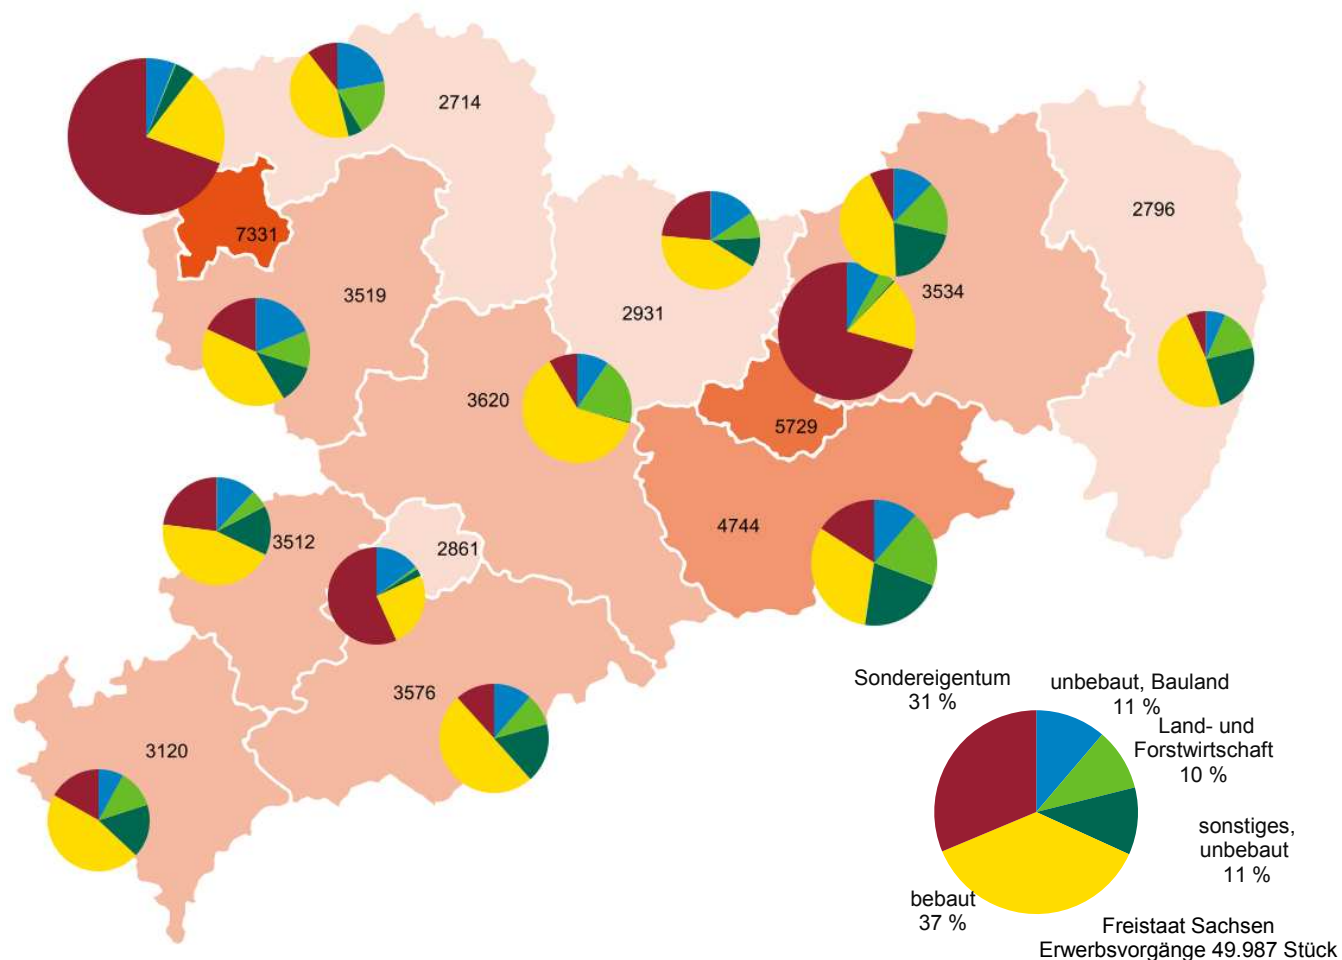 2714
7331
3519
2931
3534
2796
3620
5729
4744
3512
2861
3576
3120
Sondereigentum
31 %
unbebaut, Bauland
11 %
Land- und
Forstwirtschaft
10 %
sonstiges,
unbebaut
11 %
bebaut
37 %
Freistaat Sachsen
Erwerbsvorgänge 49.987 Stück